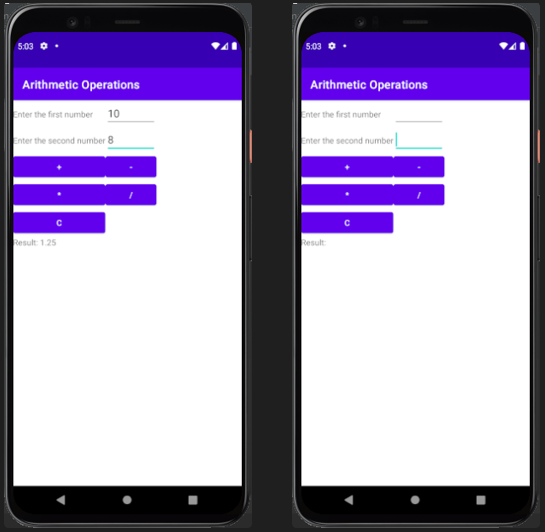 5:03
Arithmetic Operations
Enter the first number 10
Enter the second number 8
+ -
* /
C
Result: 1.25
5:03
Arithmetic Operations
Enter the first number
Enter the second number
+ -
* /
C
Result: